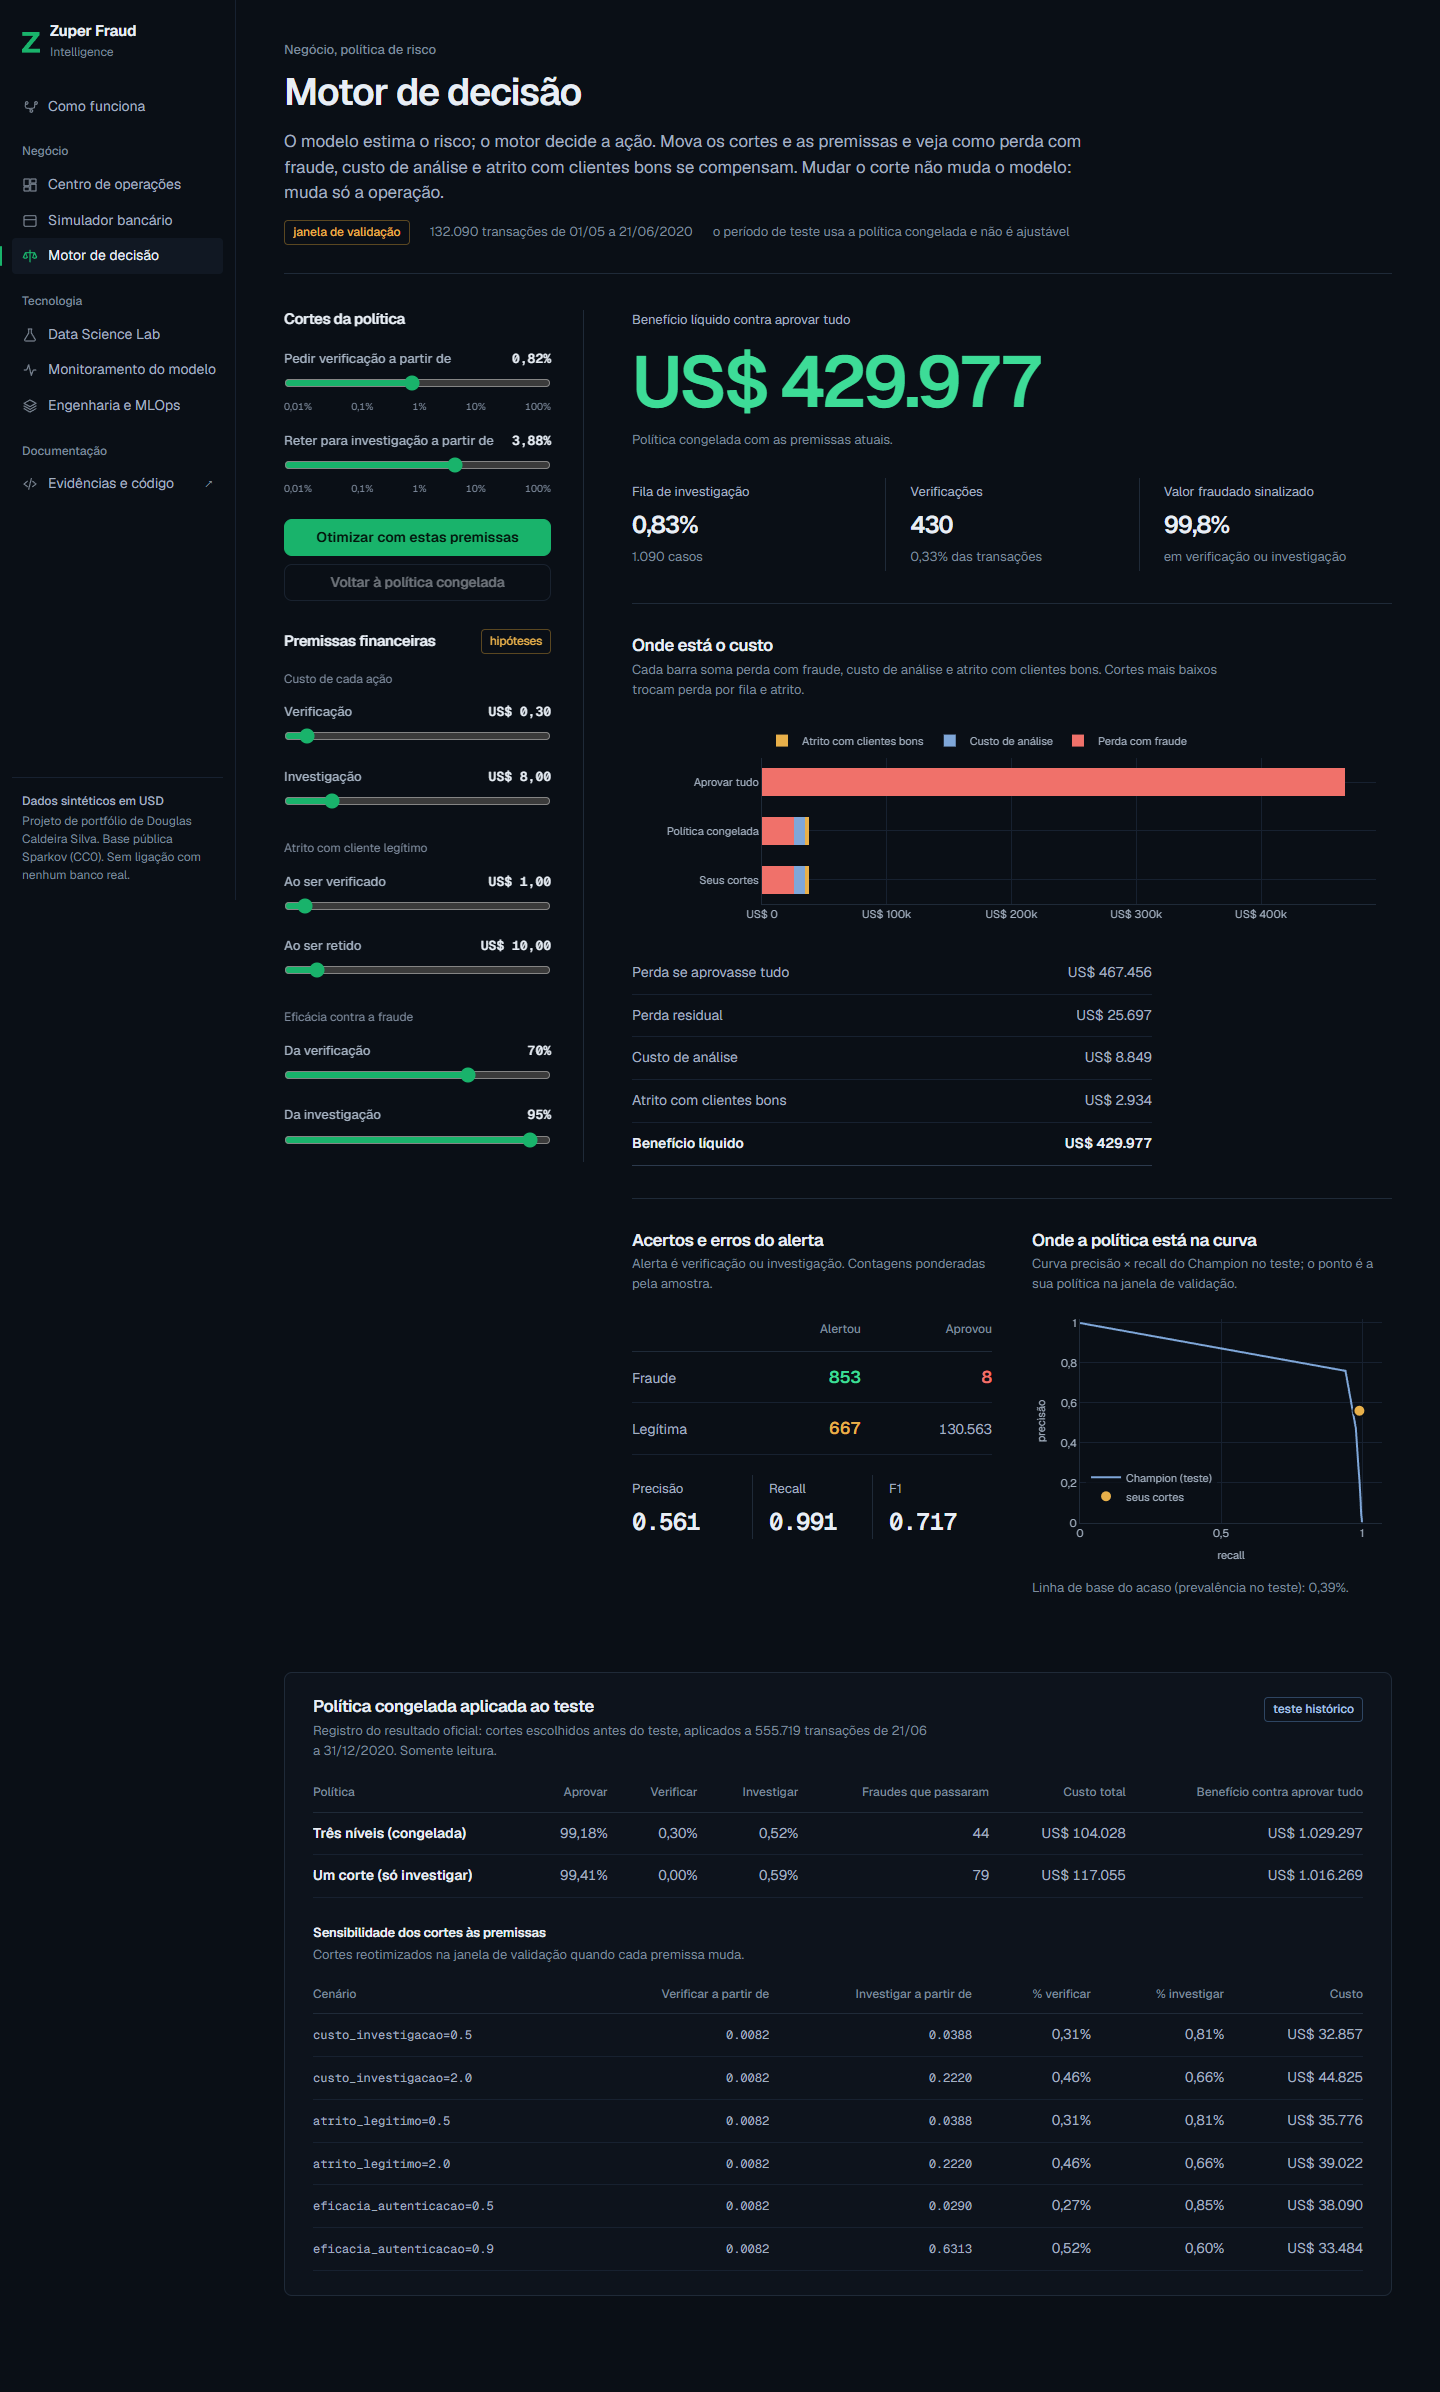 Zuper Fraud
Intelligence
Como funciona
Negócio
Centro de operações
Simulador bancário
Motor de decisão
Tecnologia
Data Science Lab
Monitoramento do modelo
Engenharia e MLOps
Documentação
Evidências e código ↗
Dados sintéticos em USD
Projeto de portfólio de Douglas
Caldeira Silva. Base pública
Sparkov (CC0). Sem ligação com
nenhum banco real.
Negócio, política de risco
Motor de decisão
O modelo estima o risco; o motor decide a ação. Mova os cortes e as premissas e veja como perda com
fraude, custo de análise e atrito com clientes bons se compensam. Mudar o corte não muda o modelo:
muda só a operação.
janela de validação 132.090 transações de 01/05 a 21/06/2020 o período de teste usa a política congelada e não é ajustável
Cortes da política
Pedir verificação a partir de 0,82%
0,01% 0,1% 1% 10% 100%
Reter para investigação a partir de 3,88%
0,01% 0,1% 1% 10% 100%
Otimizar com estas premissas
Voltar à política congelada
Premissas financeiras hipóteses
Custo de cada ação
Verificação US$ 0,30
Investigação US$ 8,00
Atrito com cliente legítimo
Ao ser verificado US$ 1,00
Ao ser retido US$ 10,00
Eficácia contra a fraude
Da verificação 70%
Da investigação 95%
Benefício líquido contra aprovar tudo
US$ 429.977
Política congelada com as premissas atuais.
Fila de investigação Verificações Valor fraudado sinalizado
0,83% 430 99,8%
1.090 casos 0,33% das transações em verificação ou investigação
Onde está o custo
Cada barra soma perda com fraude, custo de análise e atrito com clientes bons. Cortes mais baixos
trocam perda por fila e atrito.
Atrito com clientes bons Custo de análise Perda com fraude
Aprovar tudo
Política congelada
Seus cortes
US$ 0 US$ 100k US$ 200k US$ 300k US$ 400k
Perda se aprovasse tudo US$ 467.456
Perda residual US$ 25.697
Custo de análise US$ 8.849
Atrito com clientes bons US$ 2.934
Benefício líquido US$ 429.977
Acertos e erros do alerta
Alerta é verificação ou investigação. Contagens ponderadas
pela amostra.
Alertou Aprovou
Fraude 853 8
Legítima 667 130.563
Precisão Recall F1
0.561 0.991 0.717
Onde a política está na curva
Curva precisão × recall do Champion no teste; o ponto é a
sua política na janela de validação.
1
0,8
0,6
0,4
0,2
0
precisão
Champion (teste)
seus cortes
0 0,5 1
recall
Linha de base do acaso (prevalência no teste): 0,39%.
Política congelada aplicada ao teste teste histórico
Registro do resultado oficial: cortes escolhidos antes do teste, aplicados a 555.719 transações de 21/06
a 31/12/2020. Somente leitura.
Política Aprovar Verificar Investigar Fraudes que passaram Custo total Benefício contra aprovar tudo
Três níveis (congelada) 99,18% 0,30% 0,52% 44 US$ 104.028 US$ 1.029.297
Um corte (só investigar) 99,41% 0,00% 0,59% 79 US$ 117.055 US$ 1.016.269
Sensibilidade dos cortes às premissas
Cortes reotimizados na janela de validação quando cada premissa muda.
Cenário Verificar a partir de Investigar a partir de % verificar % investigar Custo
custo_investigacao=0.5 0.0082 0.0388 0,31% 0,81% US$ 32.857
custo_investigacao=2.0 0.0082 0.2220 0,46% 0,66% US$ 44.825
atrito_legitimo=0.5 0.0082 0.0388 0,31% 0,81% US$ 35.776
atrito_legitimo=2.0 0.0082 0.2220 0,46% 0,66% US$ 39.022
eficacia_autenticacao=0.5 0.0082 0.0290 0,27% 0,85% US$ 38.090
eficacia_autenticacao=0.9 0.0082 0.6313 0,52% 0,60% US$ 33.484